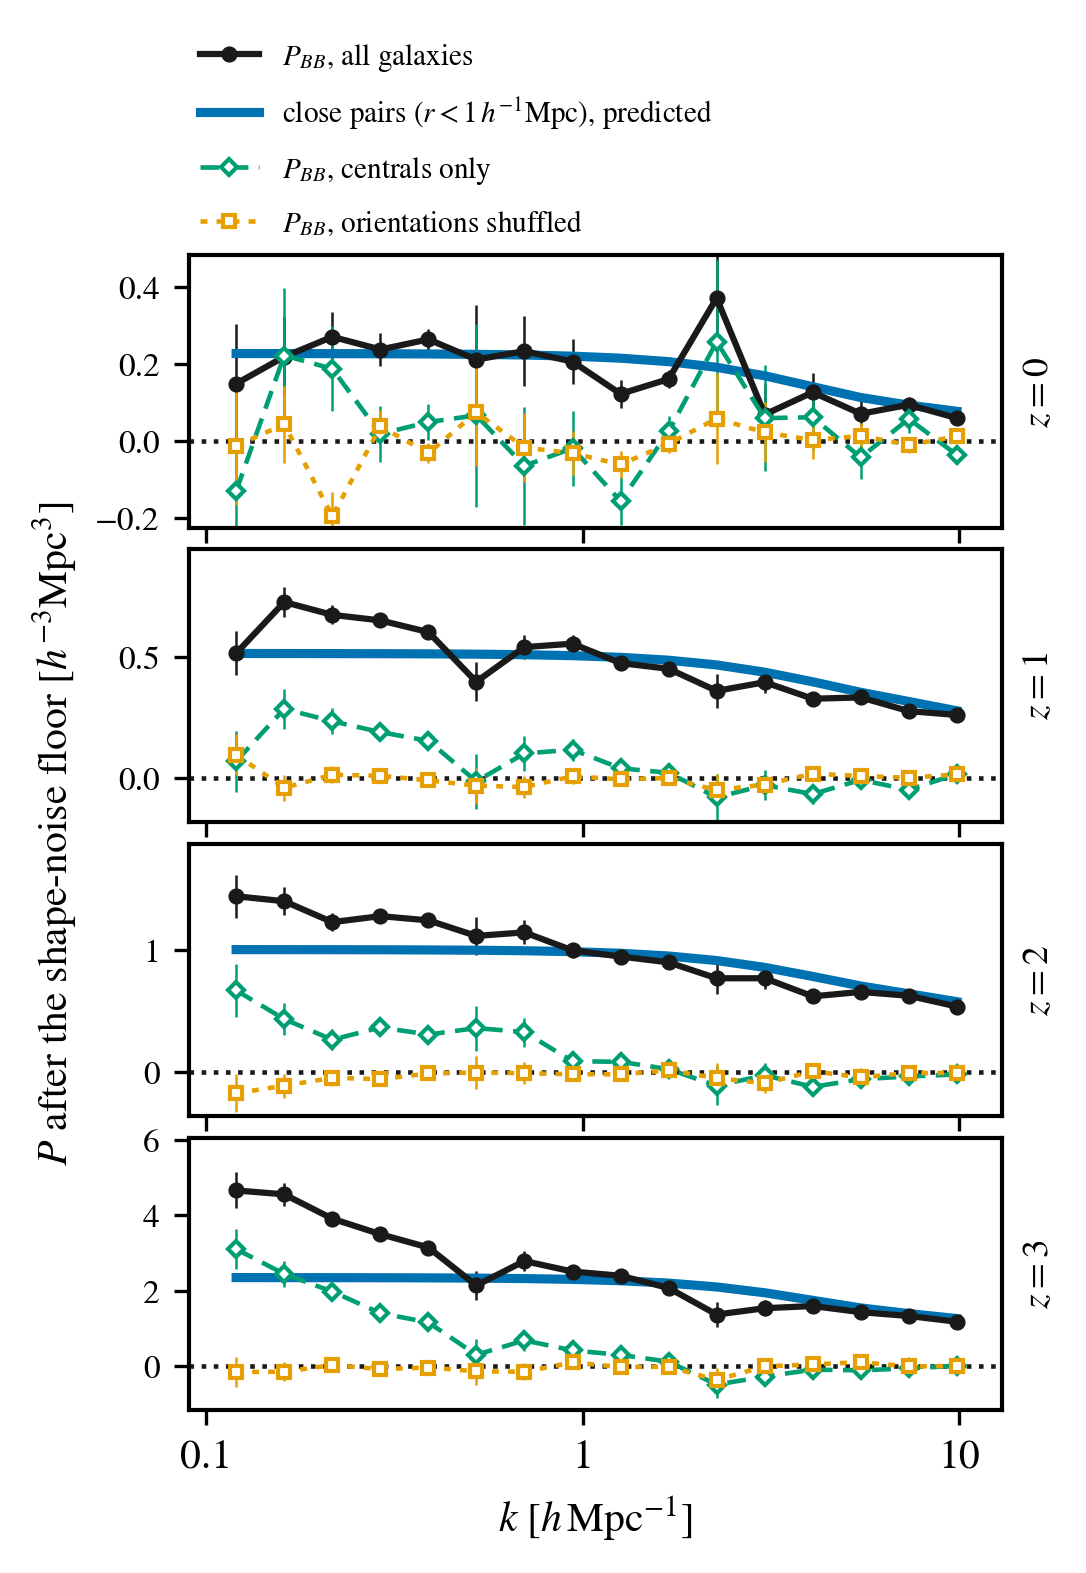 P_BB, all galaxies
close pairs (r < 1 h⁻¹Mpc), predicted
P_BB, centrals only
P_BB, orientations shuffled
P after the shape-noise floor [h⁻³Mpc³]
0.4
0.2
0.0
−0.2
z = 0
0.5
0.0
z = 1
1
0
z = 2
6
4
2
0
z = 3
0.1 1 10
k [h Mpc⁻¹]